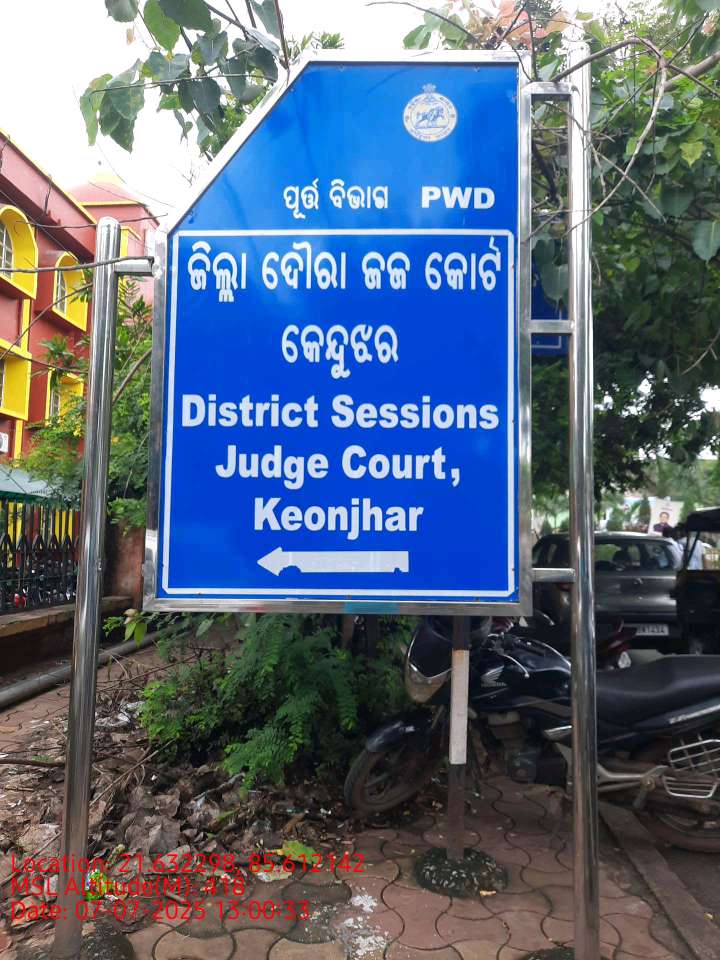 ପୂର୍ତ୍ତ ବିଭାଗ PWD
ଜିଲ୍ଲା ଦୌରା ଜଜ କୋର୍ଟ
କେନ୍ଦୁଝର
District Sessions
Judge Court,
Keonjhar
HONDA
Location: 21.632298, 85.612142
MSL Altitude(M): 418
Date: 07-07-2025 13:00:33